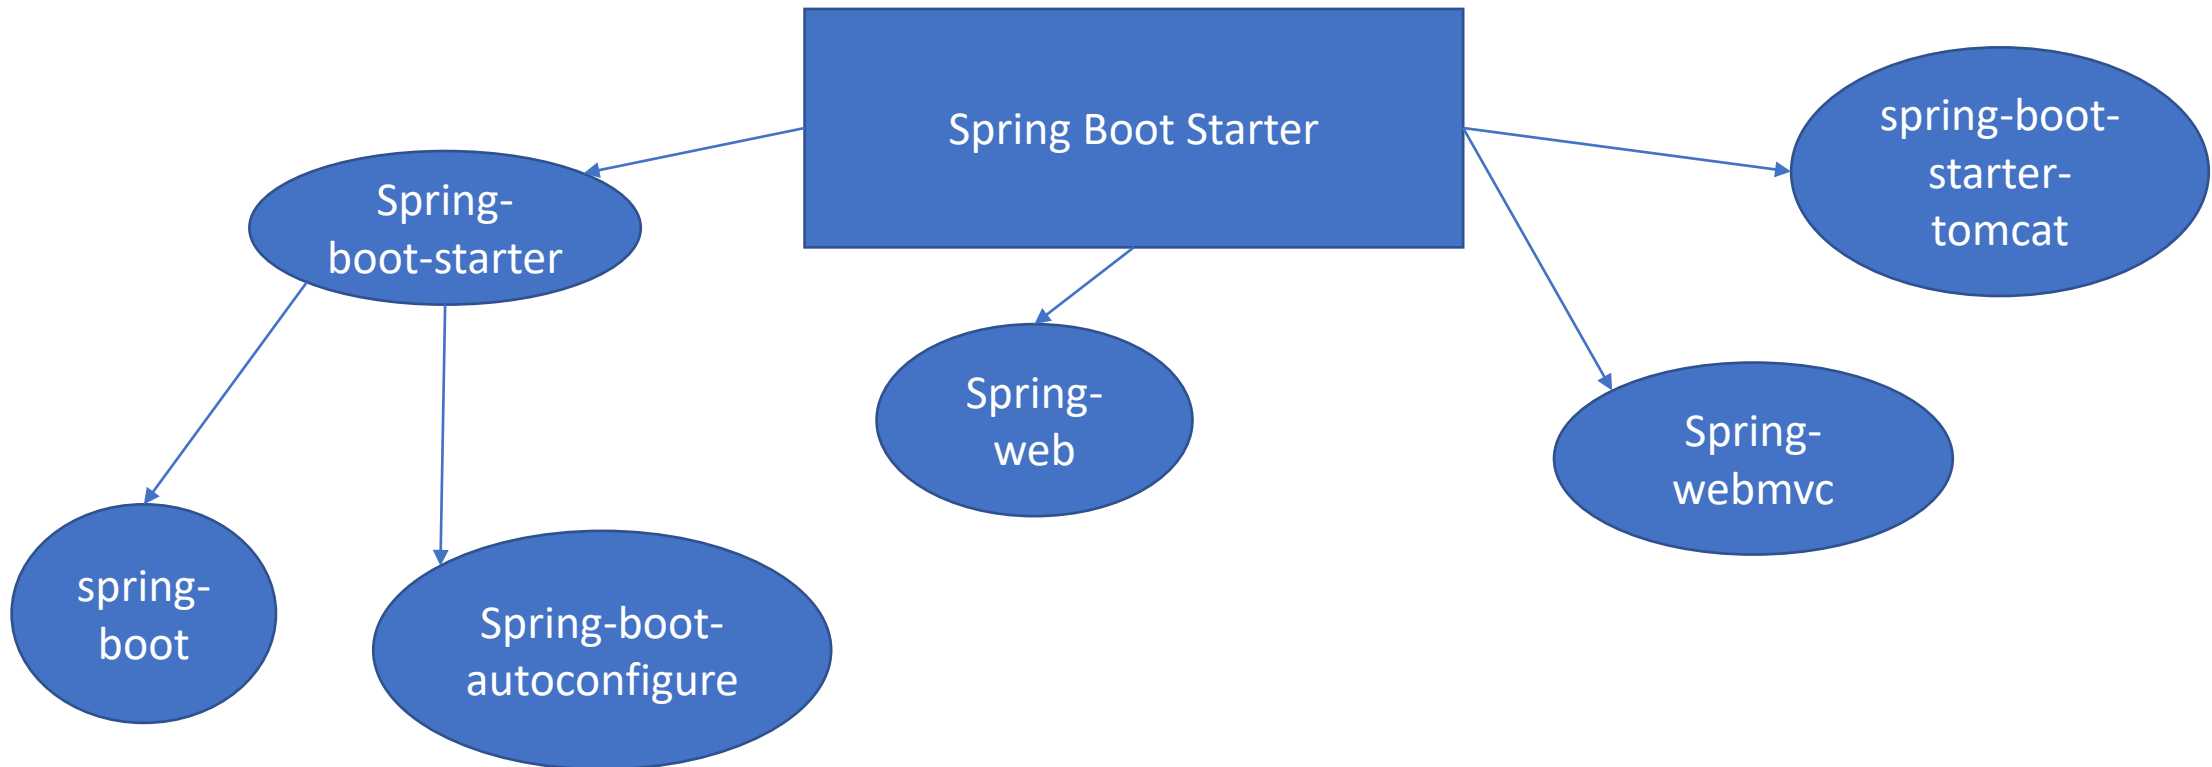 Spring Boot Starter
spring-boot-
starter-
tomcat
Spring-
boot-starter
Spring-
web
Spring-
webmvc
spring-
boot
Spring-boot-
autoconfigure